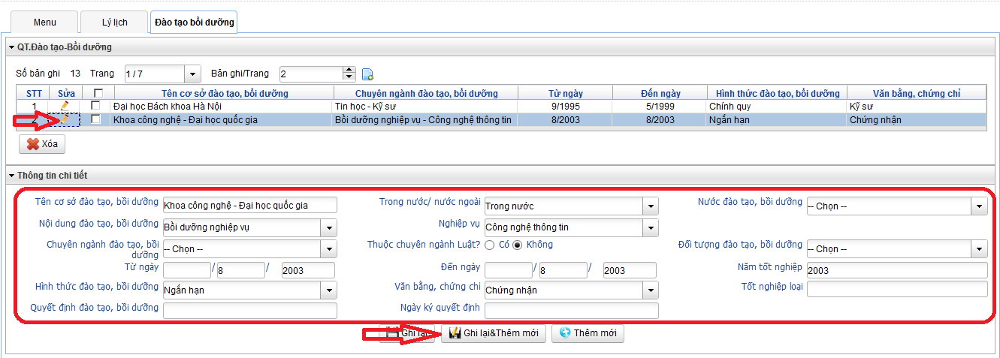 Menu Lý lịch Đào tạo bồi dưỡng
QT.Đào tạo-Bồi dưỡng
Số bản ghi 13 Trang 1 / 7 Bản ghi/Trang 2
STT Sửa Tên cơ sở đào tạo, bồi dưỡng Chuyên ngành đào tạo, bồi dưỡng Từ ngày Đến ngày Hình thức đào tạo, bồi dưỡng Văn bằng, chứng chỉ
1 Đại học Bách khoa Hà Nội Tin học - Kỹ sư 9/1995 5/1999 Chính quy Kỹ sư
2 Khoa công nghệ - Đại học quốc gia Bồi dưỡng nghiệp vụ - Công nghệ thông tin 8/2003 8/2003 Ngắn hạn Chứng nhận
Xóa
Thông tin chi tiết
Tên cơ sở đào tạo, bồi dưỡng Khoa công nghệ - Đại học quốc gia Trong nước/ nước ngoài Trong nước Nước đào tạo, bồi dưỡng -- Chọn --
Nội dung đào tạo, bồi dưỡng Bồi dưỡng nghiệp vụ Nghiệp vụ Công nghệ thông tin
Chuyên ngành đào tạo, bồi dưỡng -- Chọn -- Thuộc chuyên ngành Luật? Có Không Đối tượng đào tạo, bồi dưỡng -- Chọn --
Từ ngày / 8 / 2003 Đến ngày / 8 / 2003 Năm tốt nghiệp 2003
Hình thức đào tạo, bồi dưỡng Ngắn hạn Văn bằng, chứng chỉ Chứng nhận Tốt nghiệp loại
Quyết định đào tạo, bồi dưỡng Ngày ký quyết định
Ghi lại Ghi lại&Thêm mới Thêm mới